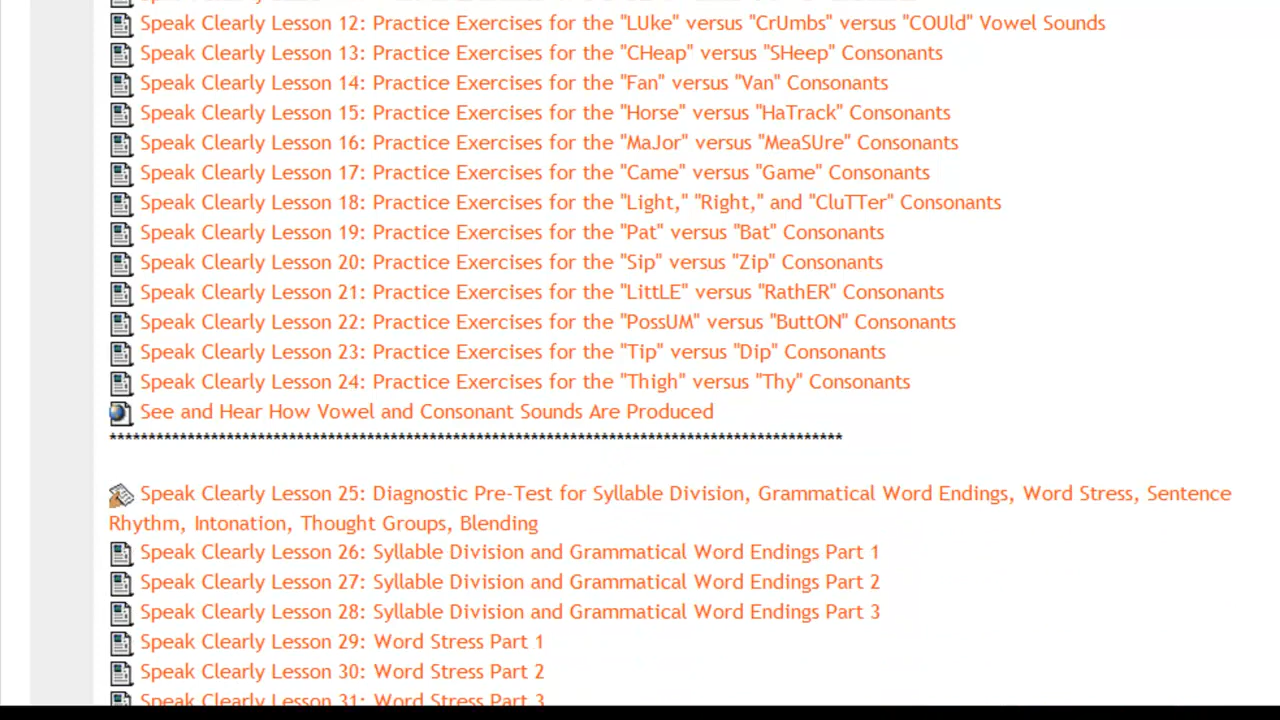 Speak Clearly Lesson 12: Practice Exercises for the "LUke" versus "CrUmbs" versus "COUld" Vowel Sounds
Speak Clearly Lesson 13: Practice Exercises for the "CHeap" versus "SHeep" Consonants
Speak Clearly Lesson 14: Practice Exercises for the "Fan" versus "Van" Consonants
Speak Clearly Lesson 15: Practice Exercises for the "Horse" versus "HaTrack" Consonants
Speak Clearly Lesson 16: Practice Exercises for the "MaJor" versus "MeaSUre" Consonants
Speak Clearly Lesson 17: Practice Exercises for the "Came" versus "Game" Consonants
Speak Clearly Lesson 18: Practice Exercises for the "Light," "Right," and "CluTTer" Consonants
Speak Clearly Lesson 19: Practice Exercises for the "Pat" versus "Bat" Consonants
Speak Clearly Lesson 20: Practice Exercises for the "Sip" versus "Zip" Consonants
Speak Clearly Lesson 21: Practice Exercises for the "LittLE" versus "RathER" Consonants
Speak Clearly Lesson 22: Practice Exercises for the "PossUM" versus "ButtON" Consonants
Speak Clearly Lesson 23: Practice Exercises for the "Tip" versus "Dip" Consonants
Speak Clearly Lesson 24: Practice Exercises for the "Thigh" versus "Thy" Consonants
See and Hear How Vowel and Consonant Sounds Are Produced
*********************************************************************************************
Speak Clearly Lesson 25: Diagnostic Pre-Test for Syllable Division, Grammatical Word Endings, Word Stress, Sentence
Rhythm, Intonation, Thought Groups, Blending
Speak Clearly Lesson 26: Syllable Division and Grammatical Word Endings Part 1
Speak Clearly Lesson 27: Syllable Division and Grammatical Word Endings Part 2
Speak Clearly Lesson 28: Syllable Division and Grammatical Word Endings Part 3
Speak Clearly Lesson 29: Word Stress Part 1
Speak Clearly Lesson 30: Word Stress Part 2
Speak Clearly Lesson 31: Word Stress Part 3